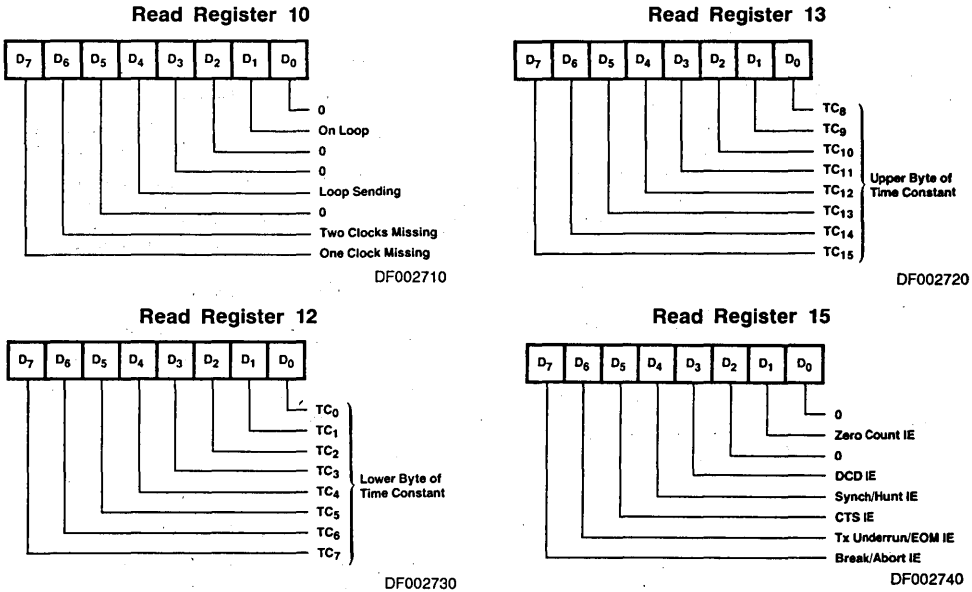 Read Register 10
D7 D6 D5 D4 D3 D2 D1 D0
0
On Loop
0
0
Loop Sending
0
Two Clocks Missing
One Clock Missing
DF002710
Read Register 13
D7 D6 D5 D4 D3 D2 D1 D0
TC8
TC9
TC10
TC11
TC12
TC13
TC14
TC15
Upper Byte of
Time Constant
DF002720
Read Register 12
D7 D6 D5 D4 D3 D2 D1 D0
TC0
TC1
TC2
TC3
TC4
TC5
TC6
TC7
Lower Byte of
Time Constant
DF002730
Read Register 15
D7 D6 D5 D4 D3 D2 D1 D0
0
Zero Count IE
0
DCD IE
Synch/Hunt IE
CTS IE
Tx Underrun/EOM IE
Break/Abort IE
DF002740